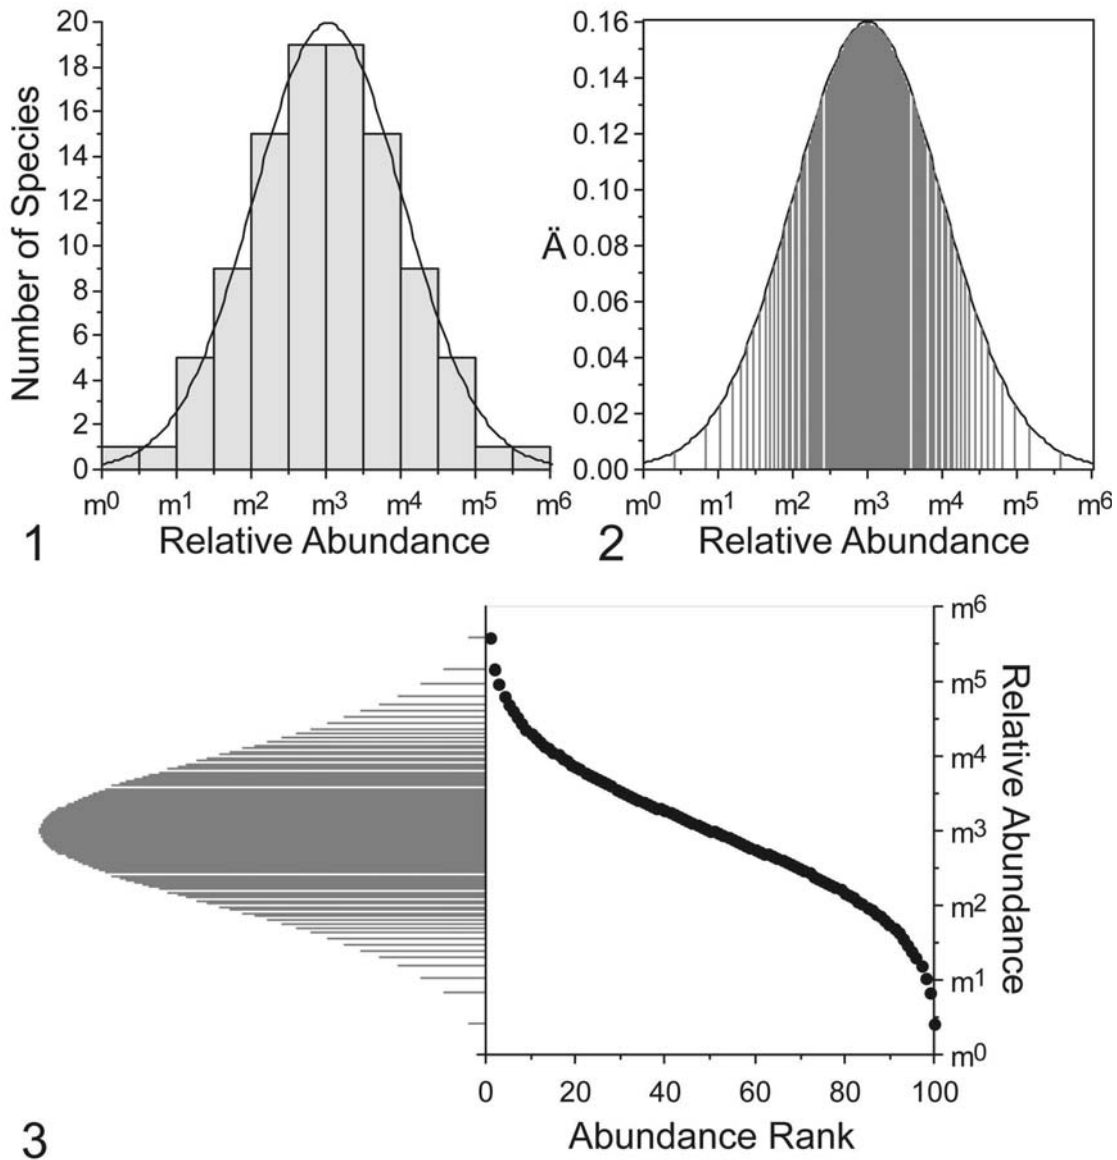 20
18
16
14
12
10
8
6
4
2
0
Number of Species
m⁰ m¹ m² m³ m⁴ m⁵ m⁶
Relative Abundance
1
0.16
0.14
0.12
0.10
0.08
0.06
0.04
0.02
0.00
Ä
m⁰ m¹ m² m³ m⁴ m⁵ m⁶
Relative Abundance
2
m⁶
m⁵
m⁴
m³
m²
m¹
m⁰
Relative Abundance
0 20 40 60 80 100
Abundance Rank
3